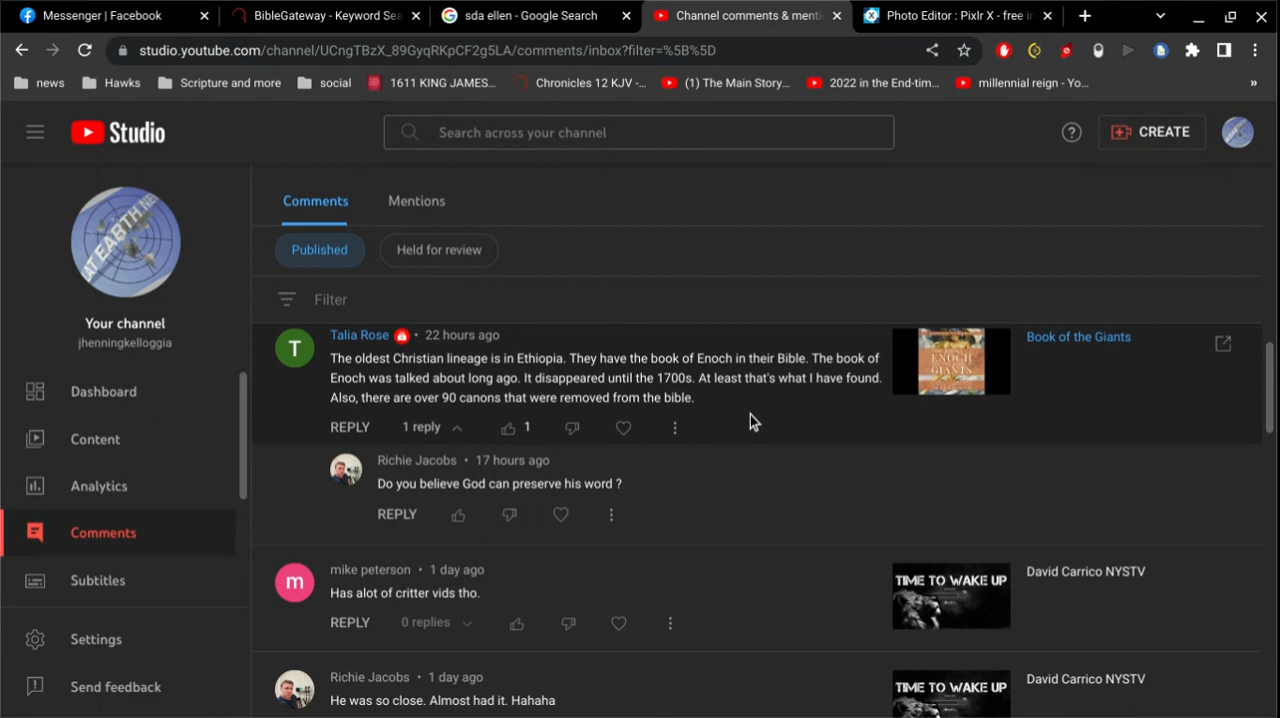 Messenger | Facebook
BibleGateway - Keyword Sea
sda ellen - Google Search
Channel comments & menti
Photo Editor : Pixlr X - free i
studio.youtube.com/channel/UCngTBzX_89GyqRKpCF2g5LA/comments/inbox?filter=%5B%5D
news
Hawks
Scripture and more
social
1611 KING JAMES...
Chronicles 12 KJV -...
(1) The Main Story...
2022 in the End-tim...
millennial reign - Yo...
»
Studio
Search across your channel
CREATE
AT EARTH NE
Your channel
jhenningkelloggia
Dashboard
Content
Analytics
Comments
Subtitles
Settings
Send feedback
Comments
Mentions
Published
Held for review
Filter
T
Talia Rose • 22 hours ago
The oldest Christian lineage is in Ethiopia. They have the book of Enoch in their Bible. The book of
Enoch was talked about long ago. It disappeared until the 1700s. At least that's what I have found.
Also, there are over 90 canons that were removed from the bible.
REPLY
1 reply
1
ENOCH
GIANTS
Book of the Giants
Richie Jacobs • 17 hours ago
Do you believe God can preserve his word ?
REPLY
m
mike peterson • 1 day ago
Has alot of critter vids tho.
REPLY
0 replies
TIME TO WAKE UP
David Carrico NYSTV
Richie Jacobs • 1 day ago
He was so close. Almost had it. Hahaha
TIME TO WAKE UP
David Carrico NYSTV